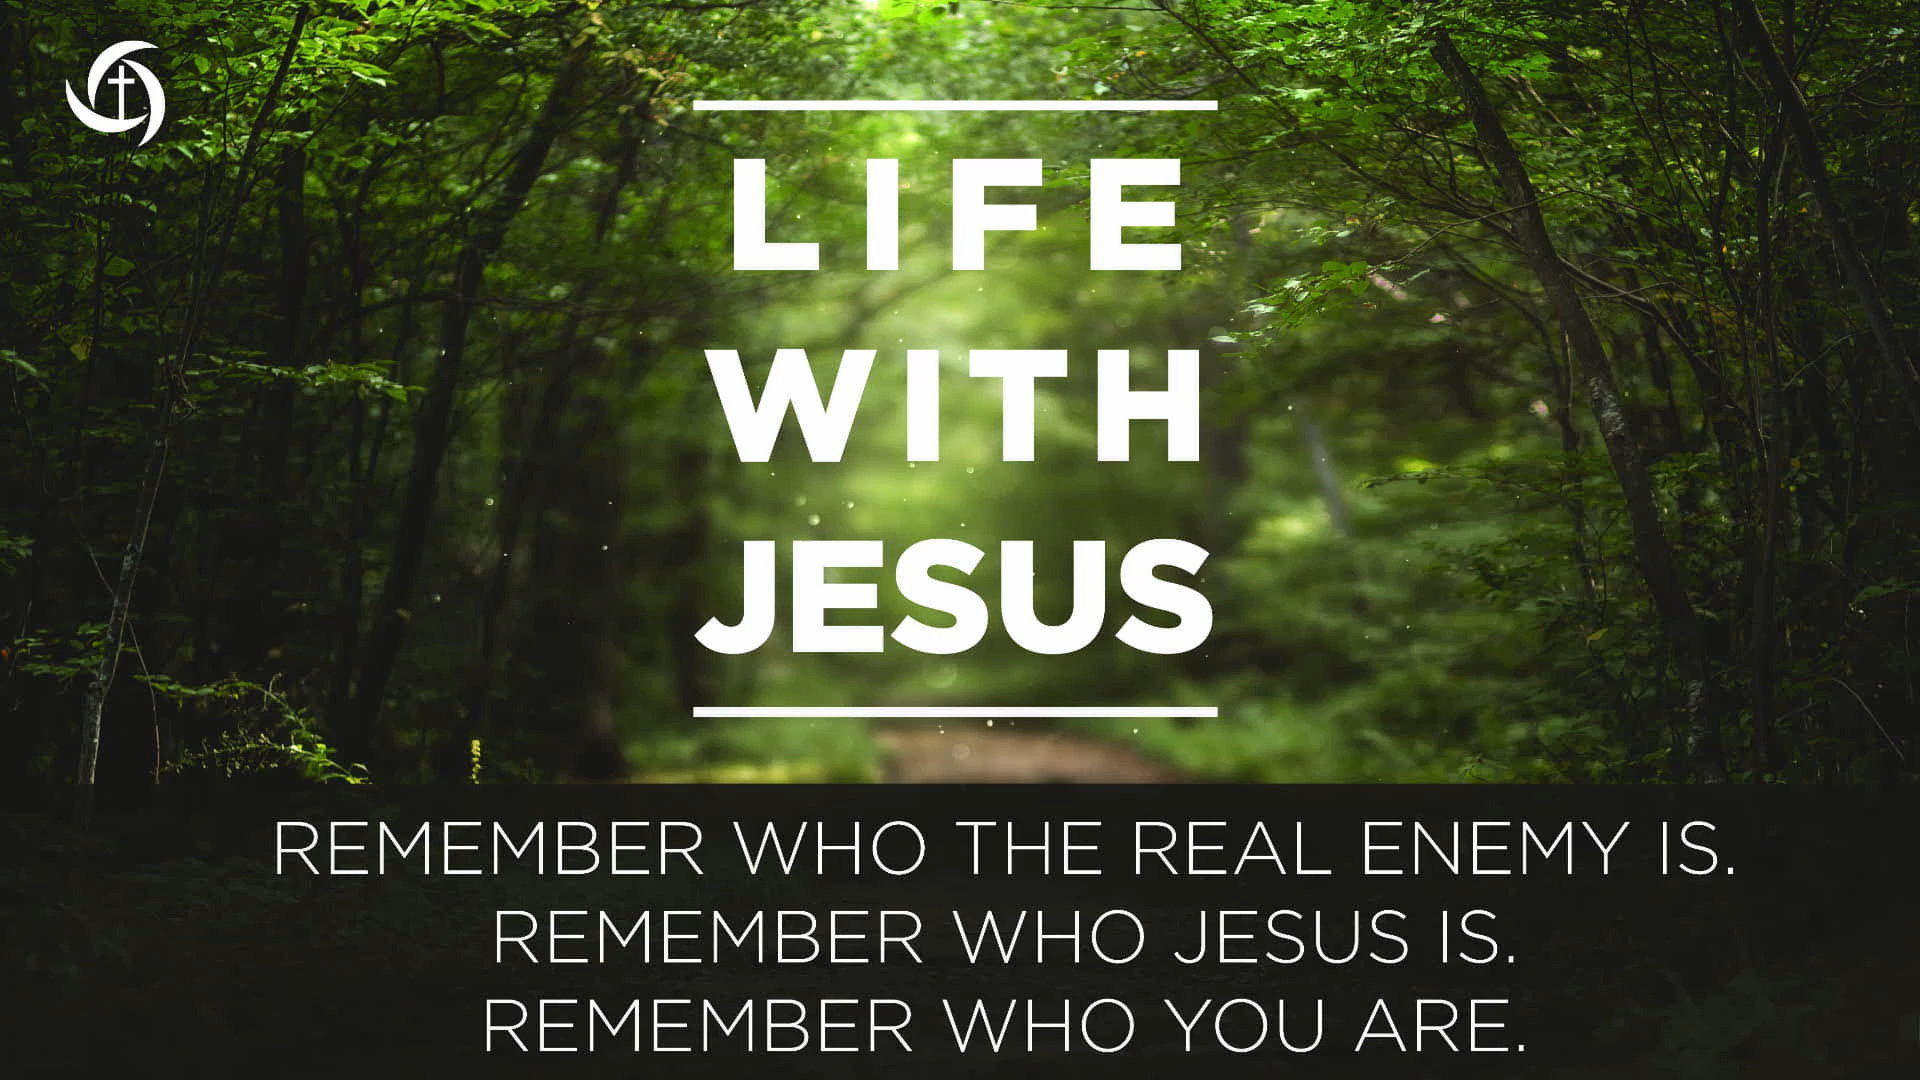 LIFE
WITH
JESUS
REMEMBER WHO THE REAL ENEMY IS.
REMEMBER WHO JESUS IS.
REMEMBER WHO YOU ARE.